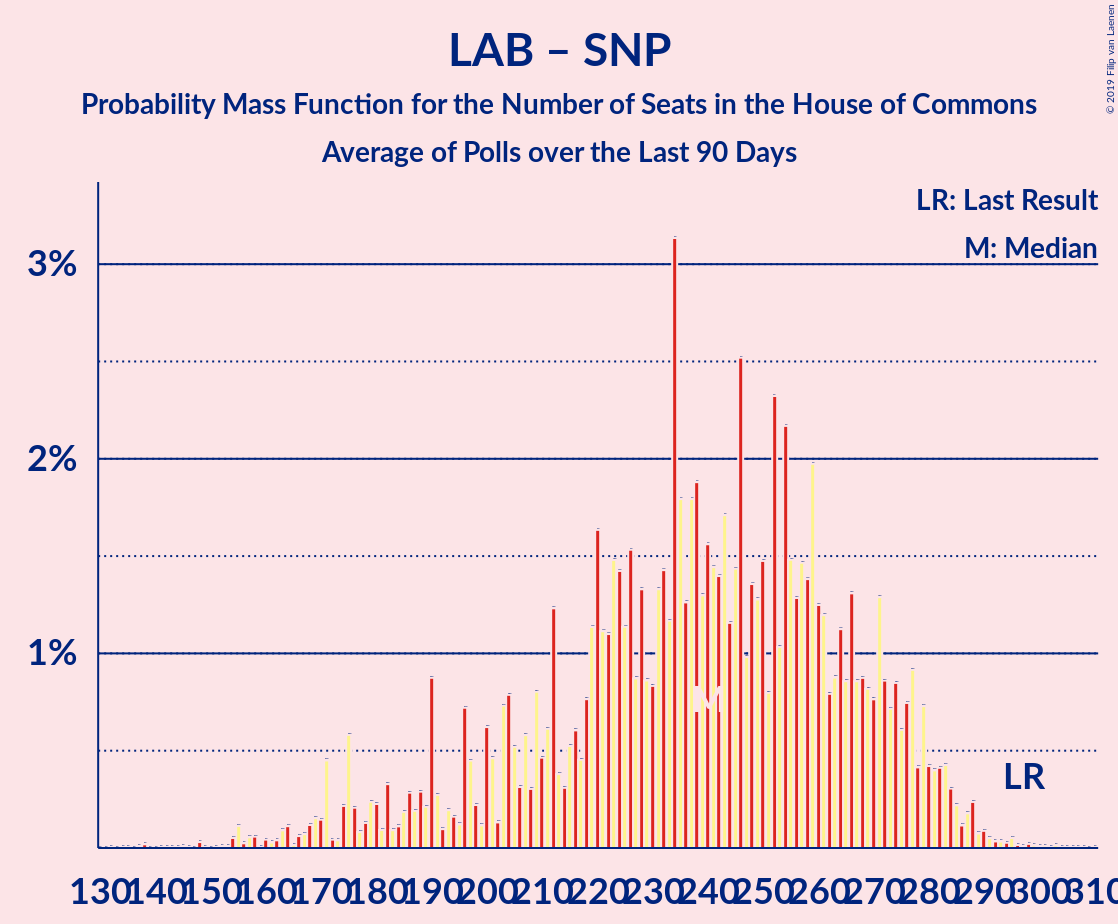 LAB – SNP
Probability Mass Function for the Number of Seats in the House of Commons
Average of Polls over the Last 90 Days
© 2019 Filip van Laenen
LR: Last Result
M: Median
3%
2%
1%
M
LR
130 140 150 160 170 180 190 200 210 220 230 240 250 260 270 280 290 300 310